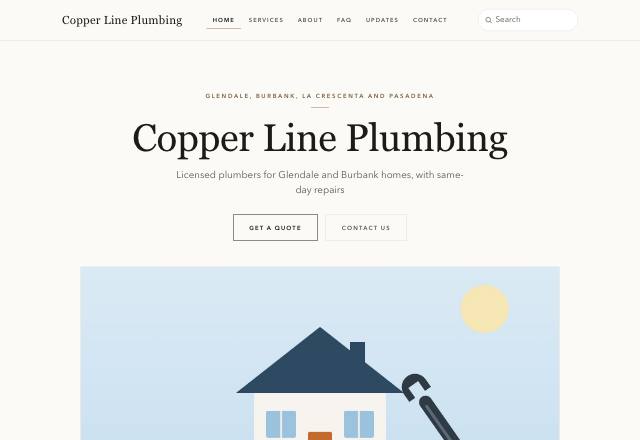 Copper Line Plumbing
HOME SERVICES ABOUT FAQ UPDATES CONTACT
Search
GLENDALE, BURBANK, LA CRESCENTA AND PASADENA
Copper Line Plumbing
Licensed plumbers for Glendale and Burbank homes, with same-
day repairs
GET A QUOTE
CONTACT US